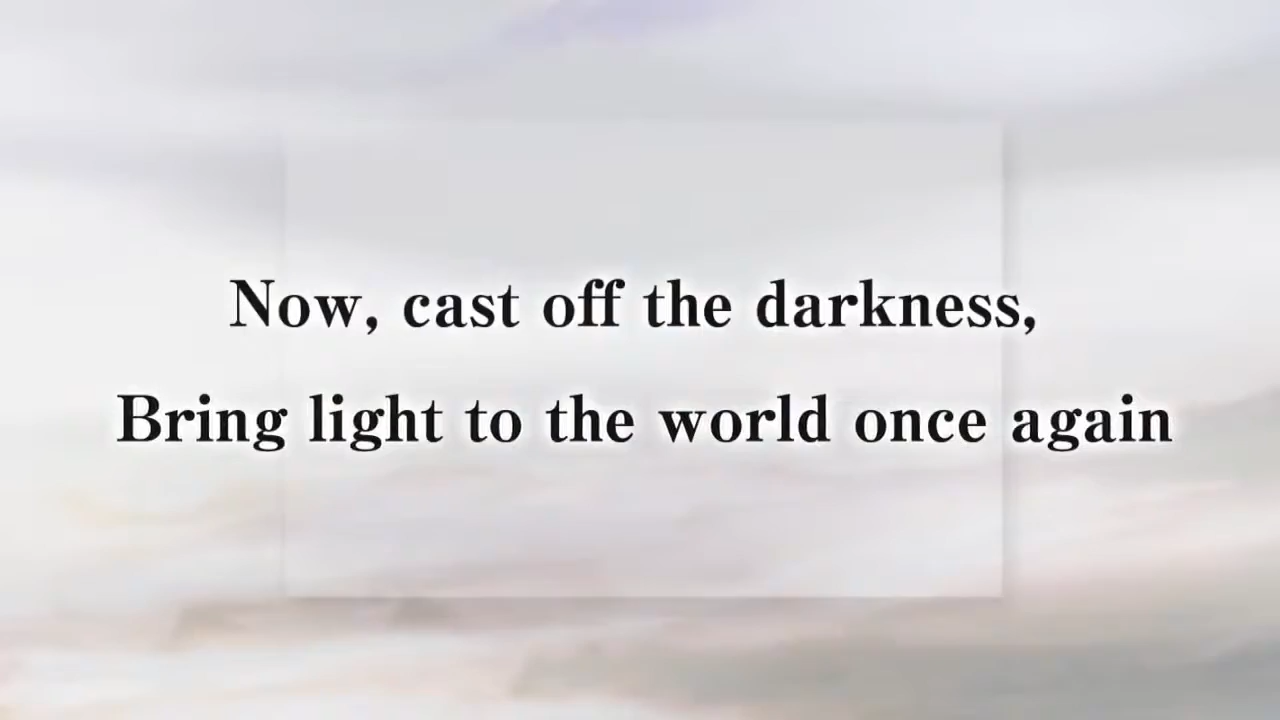 Now, cast off the darkness,
Bring light to the world once again